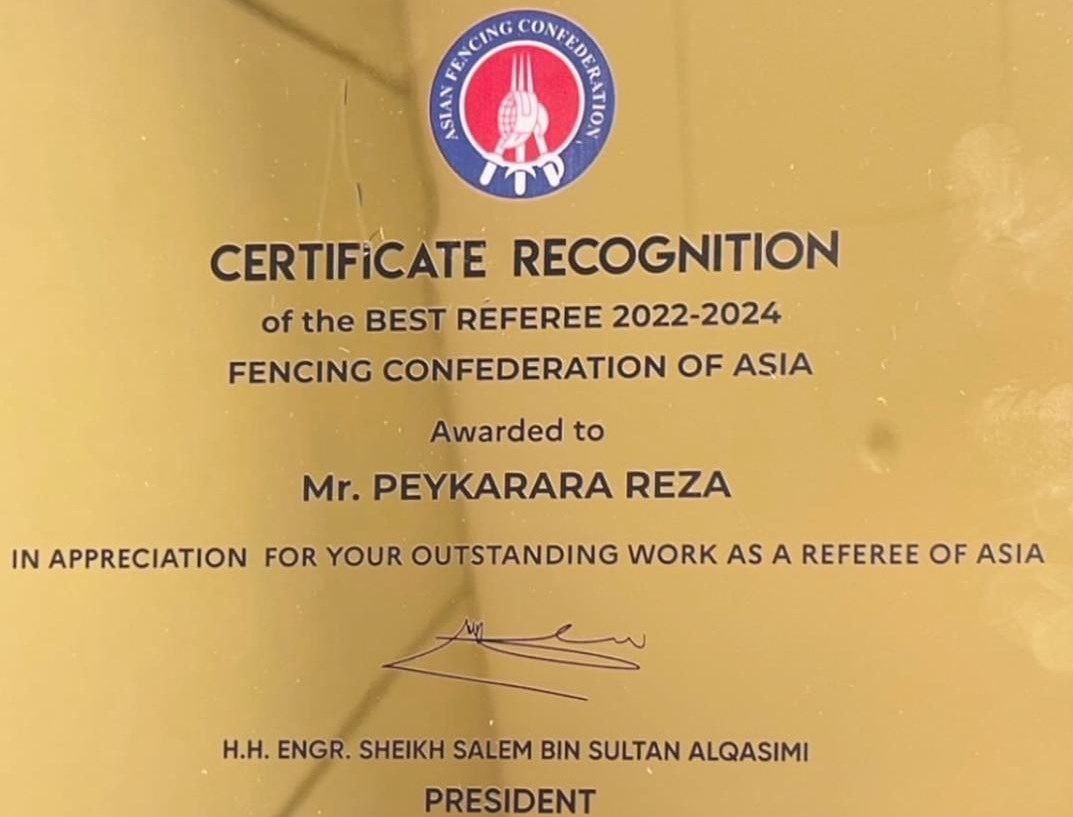 ASIAN FENCING CONFEDERATION
CERTIFiCATE RECOGNITION
of the BEST REFEREE 2022-2024
FENCING CONFEDERATION OF ASIA
Awarded to
Mr. PEYKARARA REZA
IN APPRECIATION FOR YOUR OUTSTANDING WORK AS A REFEREE OF ASIA
H.H. ENGR. SHEIKH SALEM BIN SULTAN ALQASIMI
PRESIDENT